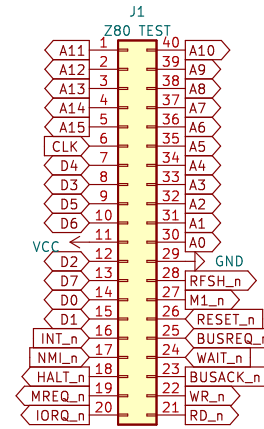 J1
Z80 TEST
A11 1 40 A10
A12 2 39 A9
A13 3 38 A8
A14 4 37 A7
A15 5 36 A6
CLK 6 35 A5
D4 7 34 A4
D3 8 33 A3
D5 9 32 A2
D6 10 31 A1
VCC 11 30 A0
D2 12 29 GND
D7 13 28 RFSH_n
D0 14 27 M1_n
D1 15 26 RESET_n
INT_n 16 25 BUSREQ_n
NMI_n 17 24 WAIT_n
HALT_n 18 23 BUSACK_n
MREQ_n 19 22 WR_n
IORQ_n 20 21 RD_n